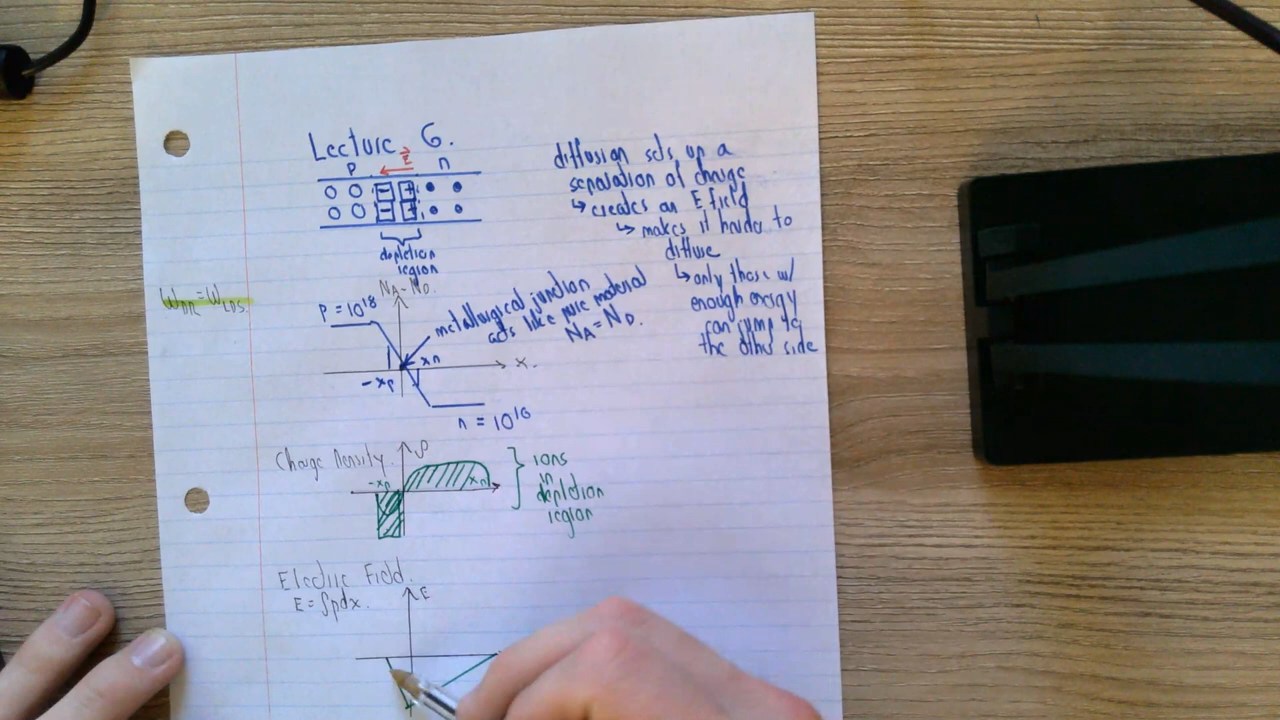 Lecture 6.
E
P n
depletion
region
diffusion sets up a
separation of charge
↳ creates an E field
↳ makes it harder to
diffuse
↳ only those w/
enough energy
can jump to
the other side
NA - ND.
P = 10^18
metallurgical junction
acts like pure material
NA = ND.
xn
x.
-xp
n = 10^16
Charge Density.
ρ
-xp
xn
ions
in
depletion
region
Electric Field.
E = ∫ρdx.
E